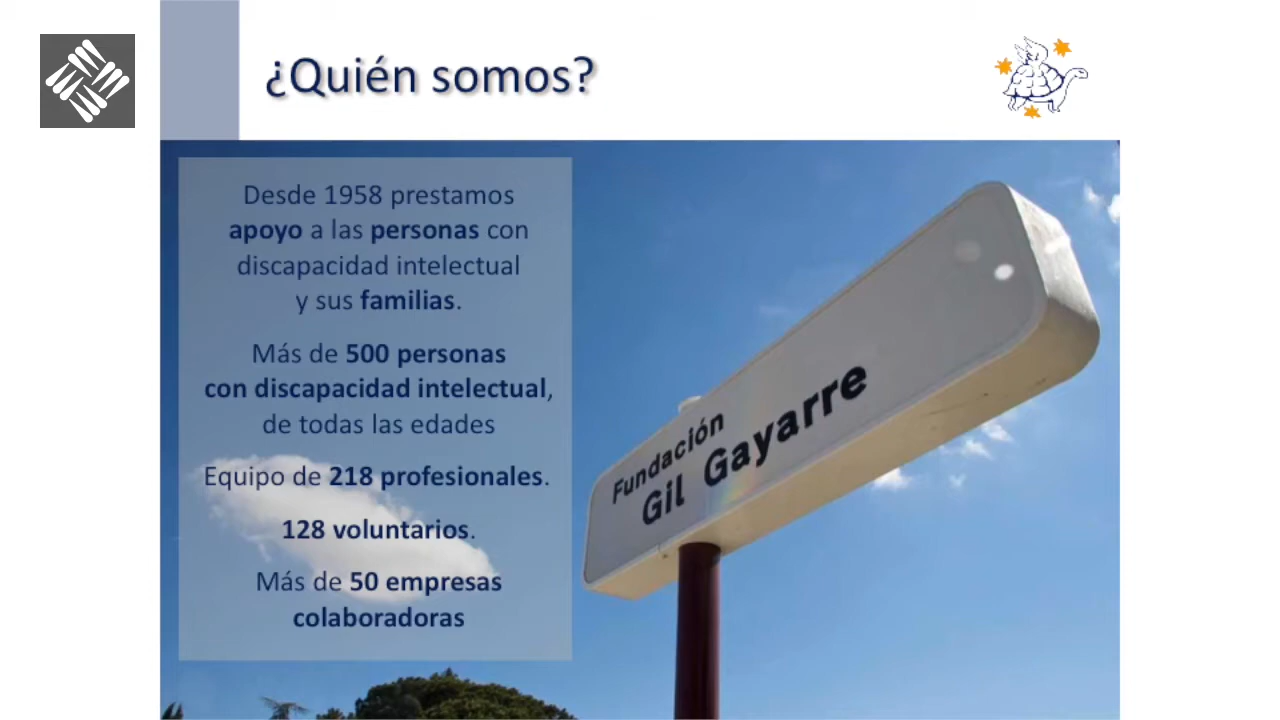 ¿Quién somos?
Desde 1958 prestamos
apoyo a las personas con
discapacidad intelectual
y sus familias.
Más de 500 personas
con discapacidad intelectual,
de todas las edades
Equipo de 218 profesionales.
128 voluntarios.
Más de 50 empresas
colaboradoras
Fundación
Gil Gayarre